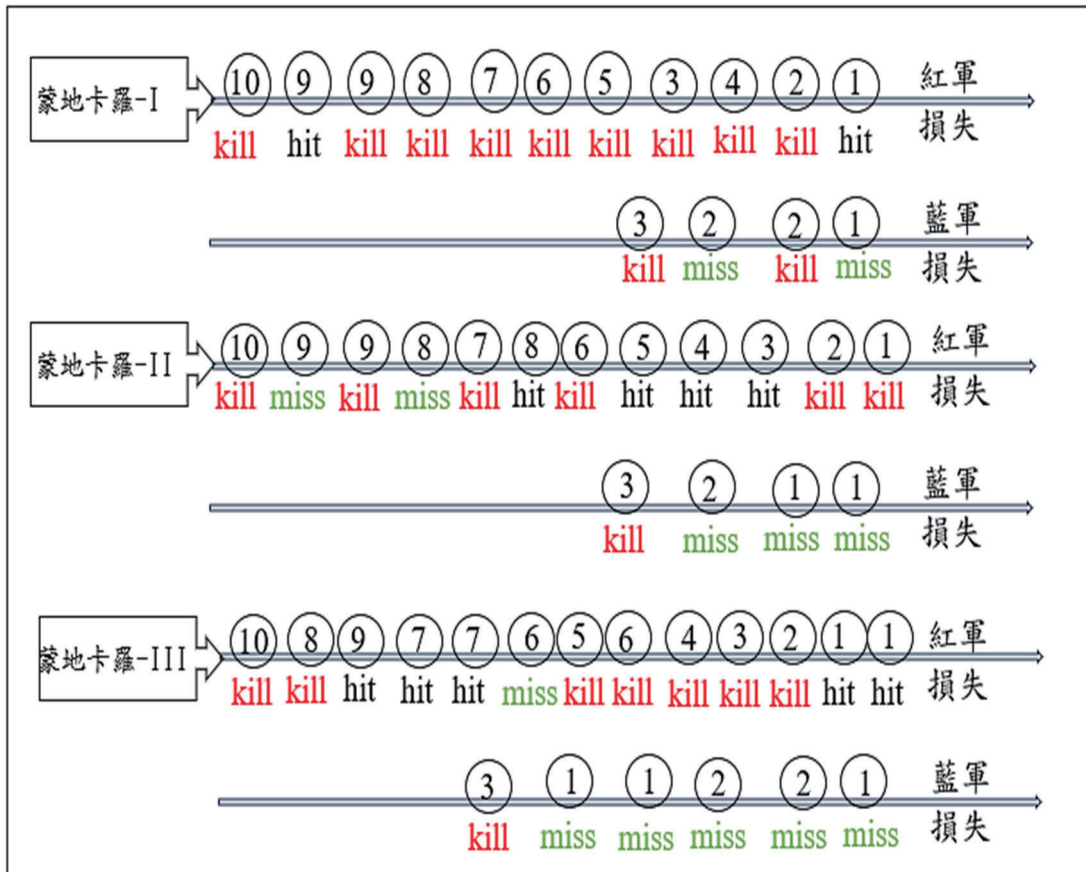 蒙地卡羅-I
10 9 9 8 7 6 5 3 4 2 1 紅軍
kill hit kill kill kill kill kill kill kill kill hit 損失
3 2 2 1 藍軍
kill miss kill miss 損失
蒙地卡羅-II
10 9 9 8 7 8 6 5 4 3 2 1 紅軍
kill miss kill miss kill hit kill hit hit hit kill kill 損失
3 2 1 1 藍軍
kill miss miss miss 損失
蒙地卡羅-III
10 8 9 7 7 6 5 6 4 3 2 1 1 紅軍
kill kill hit hit hit miss kill kill kill kill kill hit hit 損失
3 1 1 2 2 1 藍軍
kill miss miss miss miss miss 損失